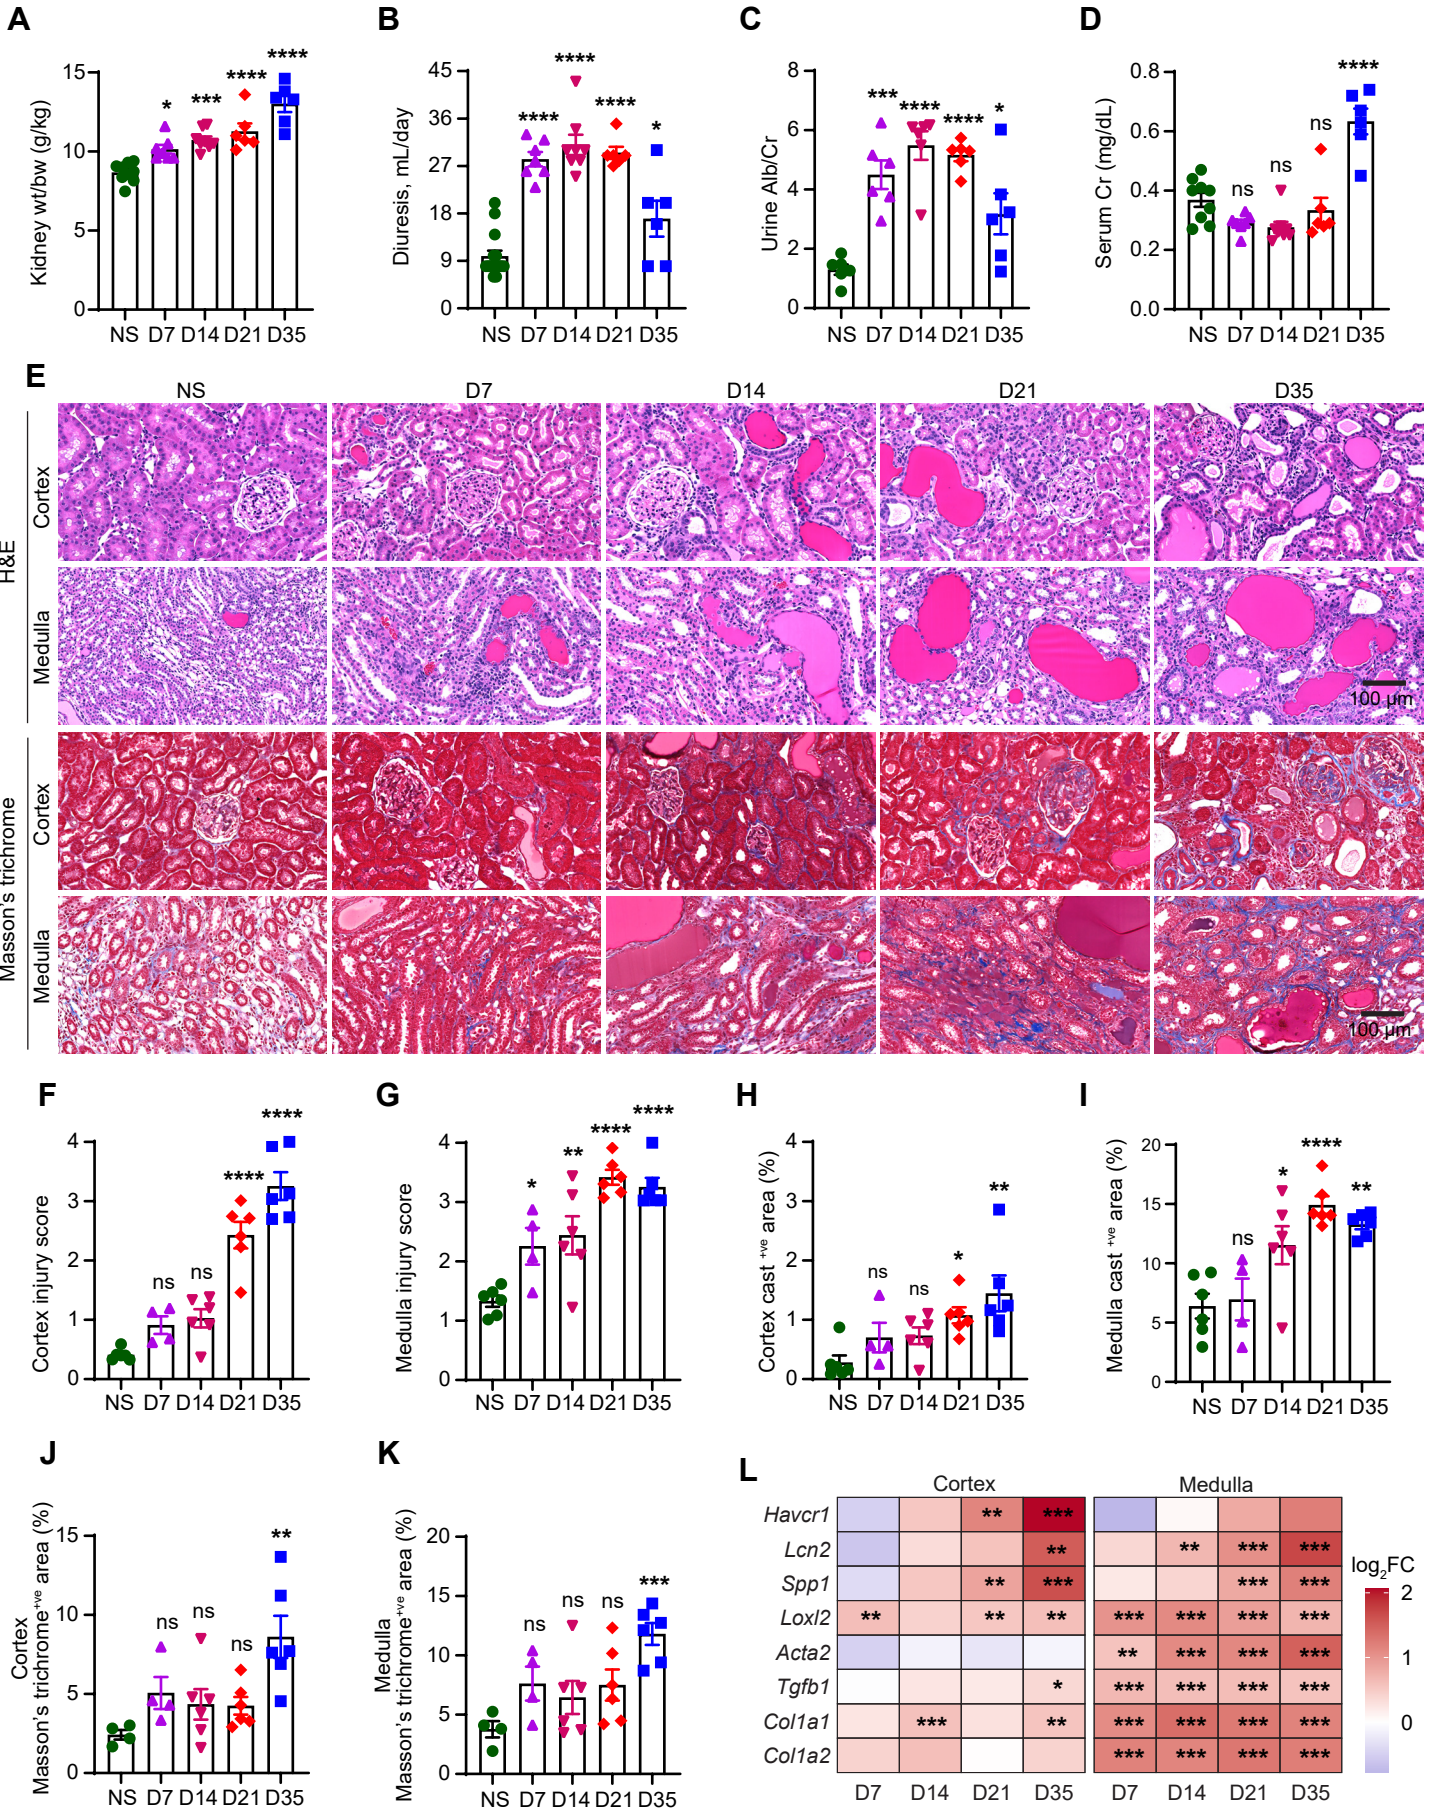 A
B
C
D
Kidney wt/bw (g/kg)
15
10
5
0
*
***
****
****
NS D7 D14 D21 D35
Diuresis, mL/day
45
36
27
18
9
0
****
****
****
*
NS D7 D14 D21 D35
Urine Alb/Cr
8
6
4
2
0
***
****
****
*
NS D7 D14 D21 D35
Serum Cr (mg/dL)
0.8
0.6
0.4
0.2
0.0
ns
ns
ns
****
NS D7 D14 D21 D35
E
NS D7 D14 D21 D35
H&E
Cortex
Medulla
100 µm
Masson's trichrome
Cortex
Medulla
100 µm
F
G
H
I
Cortex injury score
4
3
2
1
0
ns
ns
****
****
NS D7 D14 D21 D35
Medulla injury score
4
3
2
1
0
*
**
****
****
NS D7 D14 D21 D35
Cortex cast +ve area (%)
4
3
2
1
0
ns
ns
*
**
NS D7 D14 D21 D35
Medulla cast +ve area (%)
20
15
10
5
0
ns
*
****
**
NS D7 D14 D21 D35
J
K
L
Cortex
Masson's trichrome+ve area (%)
15
10
5
0
ns
ns
ns
**
NS D7 D14 D21 D35
Medulla
Masson's trichrome+ve area (%)
20
15
10
5
0
ns
ns
ns
***
NS D7 D14 D21 D35
Cortex Medulla
Havcr1 ** ***
Lcn2 ** ** *** ***
Spp1 ** *** *** ***
Loxl2 ** ** ** *** *** *** ***
Acta2 ** *** *** ***
Tgfb1 * *** *** *** ***
Col1a1 *** ** *** *** *** ***
Col1a2 *** *** *** ***
D7 D14 D21 D35 D7 D14 D21 D35
log2FC
2
1
0